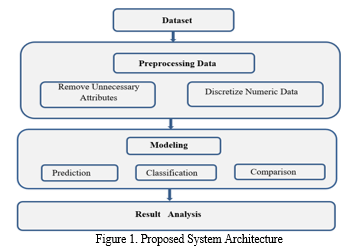 Dataset
Preprocessing Data
Remove Unnecessary
Attributes
Discretize Numeric Data
Modeling
Prediction
Classification
Comparison
Result Analysis
Figure 1. Proposed System Architecture